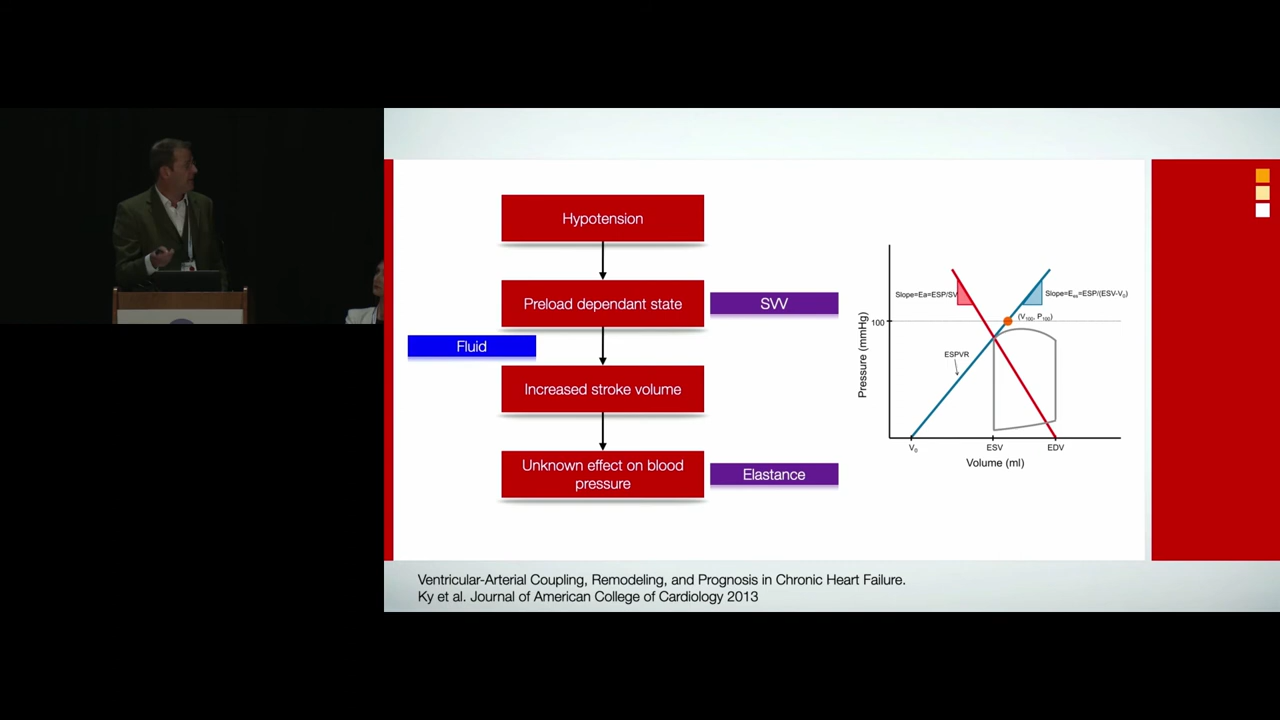 Hypotension
Preload dependant state
SVV
Fluid
Increased stroke volume
Unknown effect on blood
pressure
Elastance
Slope=Ea=ESP/SV
Slope=Ees=ESP/(ESV-V0)
(V100, P100)
100
ESPVR
Pressure (mmHg)
V0
ESV
EDV
Volume (ml)
Ventricular-Arterial Coupling, Remodeling, and Prognosis in Chronic Heart Failure.
Ky et al. Journal of American College of Cardiology 2013